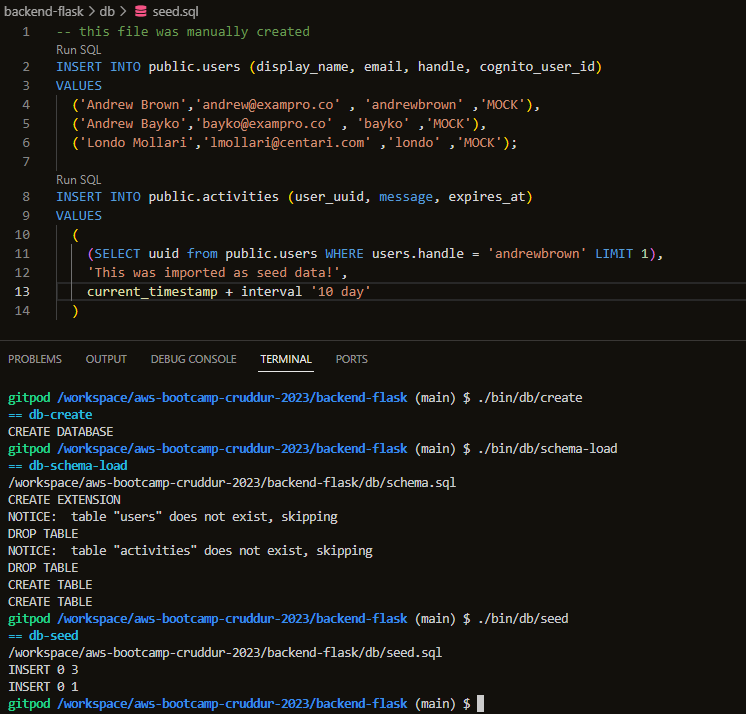 backend-flask > db > seed.sql
1 -- this file was manually created
Run SQL
2 INSERT INTO public.users (display_name, email, handle, cognito_user_id)
3 VALUES
4 ('Andrew Brown','andrew@exampro.co' , 'andrewbrown' ,'MOCK'),
5 ('Andrew Bayko','bayko@exampro.co' , 'bayko' ,'MOCK'),
6 ('Londo Mollari','lmollari@centari.com' ,'londo' ,'MOCK');
7
Run SQL
8 INSERT INTO public.activities (user_uuid, message, expires_at)
9 VALUES
10 (
11 (SELECT uuid from public.users WHERE users.handle = 'andrewbrown' LIMIT 1),
12 'This was imported as seed data!',
13 current_timestamp + interval '10 day'
14 )
PROBLEMS OUTPUT DEBUG CONSOLE TERMINAL PORTS
gitpod /workspace/aws-bootcamp-cruddur-2023/backend-flask (main) $ ./bin/db/create
== db-create
CREATE DATABASE
gitpod /workspace/aws-bootcamp-cruddur-2023/backend-flask (main) $ ./bin/db/schema-load
== db-schema-load
/workspace/aws-bootcamp-cruddur-2023/backend-flask/db/schema.sql
CREATE EXTENSION
NOTICE:  table "users" does not exist, skipping
DROP TABLE
NOTICE:  table "activities" does not exist, skipping
DROP TABLE
CREATE TABLE
CREATE TABLE
gitpod /workspace/aws-bootcamp-cruddur-2023/backend-flask (main) $ ./bin/db/seed
== db-seed
/workspace/aws-bootcamp-cruddur-2023/backend-flask/db/seed.sql
INSERT 0 3
INSERT 0 1
gitpod /workspace/aws-bootcamp-cruddur-2023/backend-flask (main) $